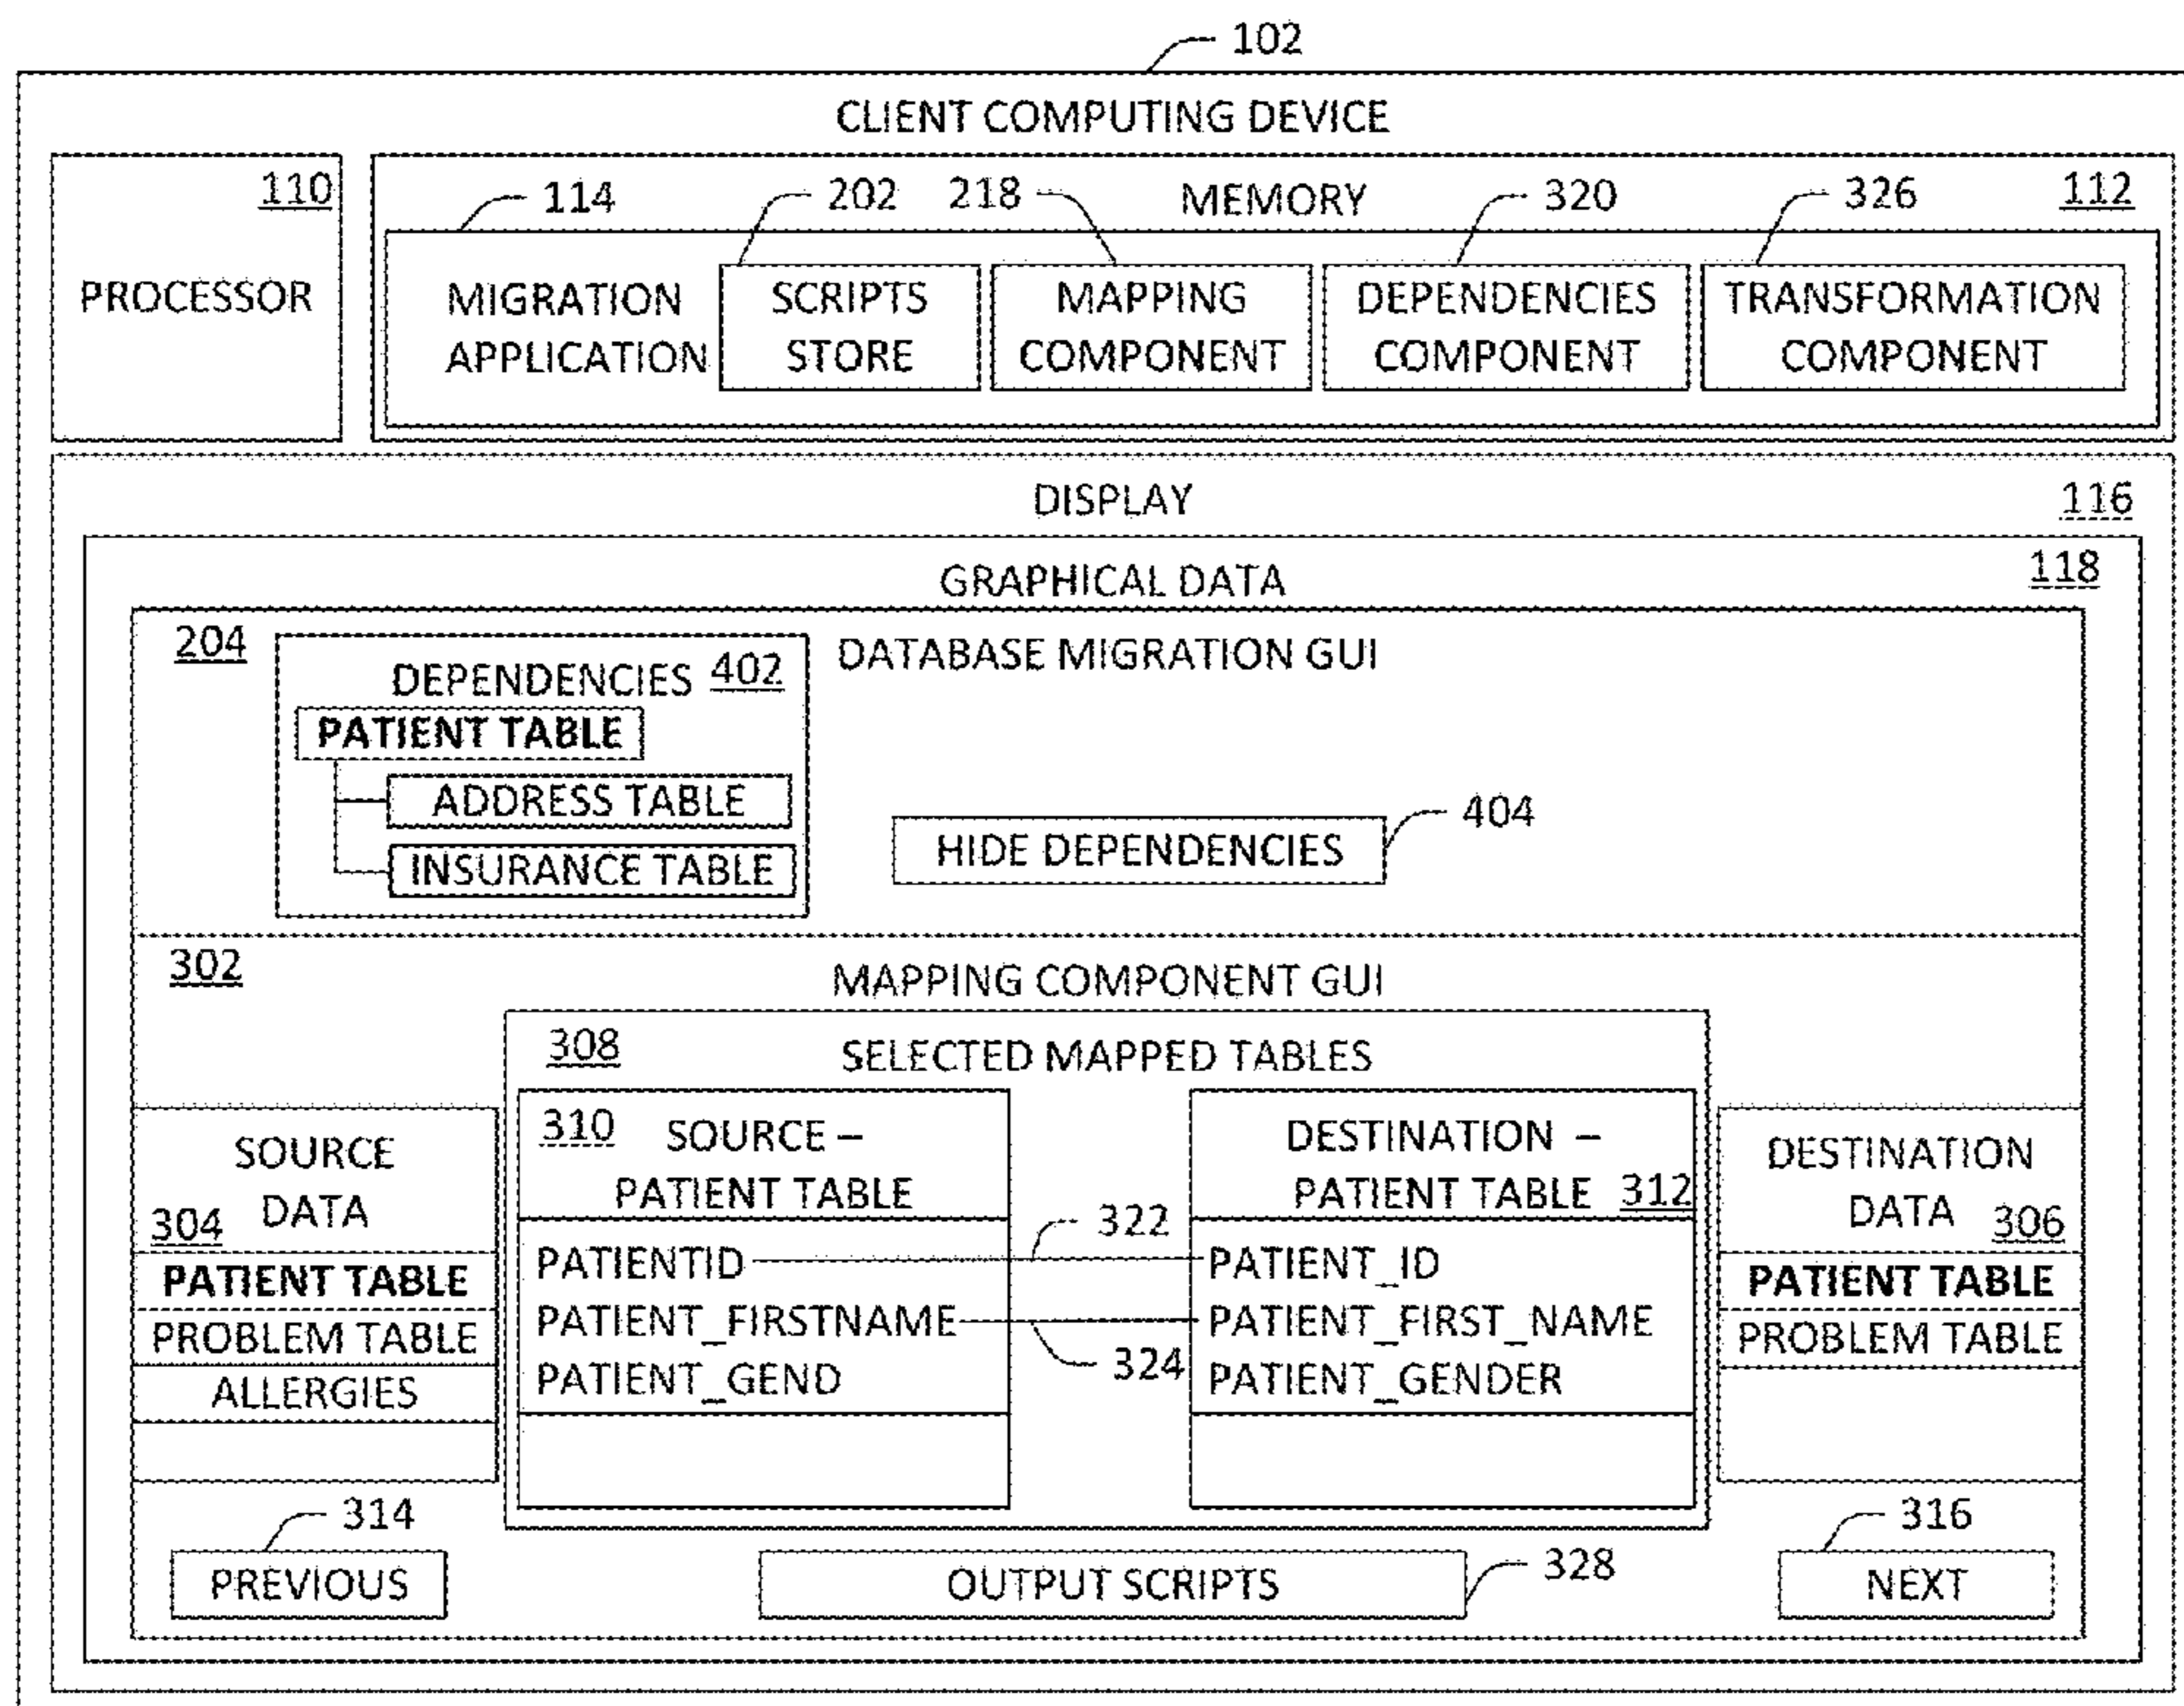 102
CLIENT COMPUTING DEVICE
110
PROCESSOR
MEMORY
112
114
202
218
320
326
MIGRATION
APPLICATION
SCRIPTS
STORE
MAPPING
COMPONENT
DEPENDENCIES
COMPONENT
TRANSFORMATION
COMPONENT
DISPLAY
116
GRAPHICAL DATA
118
204
DATABASE MIGRATION GUI
DEPENDENCIES 402
PATIENT TABLE
ADDRESS TABLE
INSURANCE TABLE
HIDE DEPENDENCIES
404
302
MAPPING COMPONENT GUI
308
SELECTED MAPPED TABLES
SOURCE
DATA
304
PATIENT TABLE
PROBLEM TABLE
ALLERGIES
310
SOURCE –
PATIENT TABLE
PATIENTID
PATIENT_FIRSTNAME
PATIENT_GEND
322
324
DESTINATION –
PATIENT TABLE 312
PATIENT_ID
PATIENT_FIRST_NAME
PATIENT_GENDER
DESTINATION
DATA 306
PATIENT TABLE
PROBLEM TABLE
314
PREVIOUS
OUTPUT SCRIPTS
328
316
NEXT